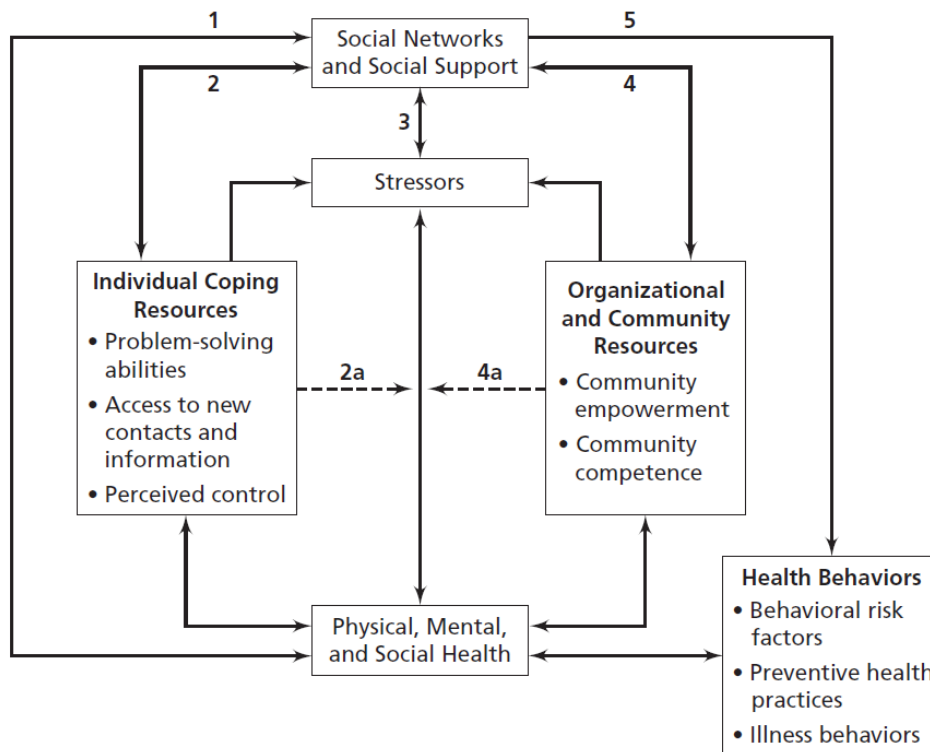 1
5
Social Networks
and Social Support
2
4
3
Stressors
Individual Coping
Resources
• Problem-solving
abilities
• Access to new
contacts and
information
• Perceived control
2a
4a
Organizational
and Community
Resources
• Community
empowerment
• Community
competence
Physical, Mental,
and Social Health
Health Behaviors
• Behavioral risk
factors
• Preventive health
practices
• Illness behaviors